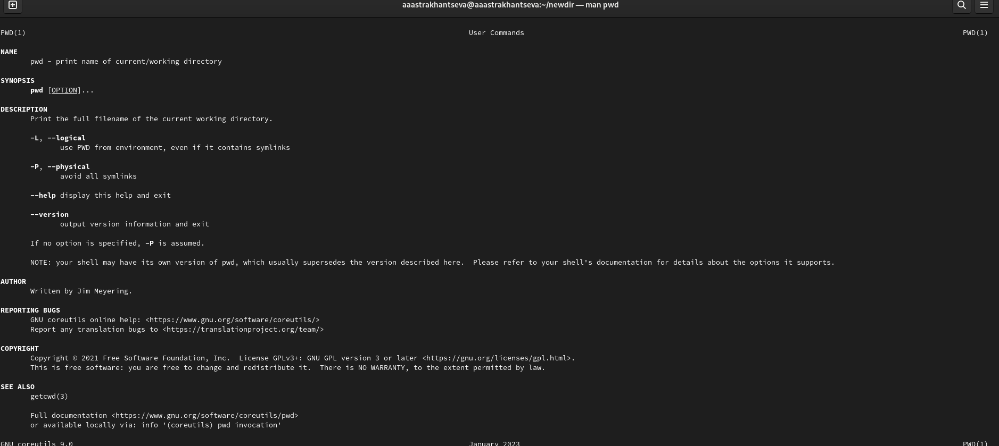 aaastrakhantseva@aaastrakhantseva:~/newdir — man pwd
PWD(1) User Commands PWD(1)
NAME
pwd - print name of current/working directory
SYNOPSIS
pwd [OPTION]...
DESCRIPTION
Print the full filename of the current working directory.
-L, --logical
use PWD from environment, even if it contains symlinks
-P, --physical
avoid all symlinks
--help display this help and exit
--version
output version information and exit
If no option is specified, -P is assumed.
NOTE: your shell may have its own version of pwd, which usually supersedes the version described here.  Please refer to your shell's documentation for details about the options it supports.
AUTHOR
Written by Jim Meyering.
REPORTING BUGS
GNU coreutils online help: <https://www.gnu.org/software/coreutils/>
Report any translation bugs to <https://translationproject.org/team/>
COPYRIGHT
Copyright © 2021 Free Software Foundation, Inc.  License GPLv3+: GNU GPL version 3 or later <https://gnu.org/licenses/gpl.html>.
This is free software: you are free to change and redistribute it.  There is NO WARRANTY, to the extent permitted by law.
SEE ALSO
getcwd(3)
Full documentation <https://www.gnu.org/software/coreutils/pwd>
or available locally via: info '(coreutils) pwd invocation'
GNU coreutils 9.0 January 2023 PWD(1)